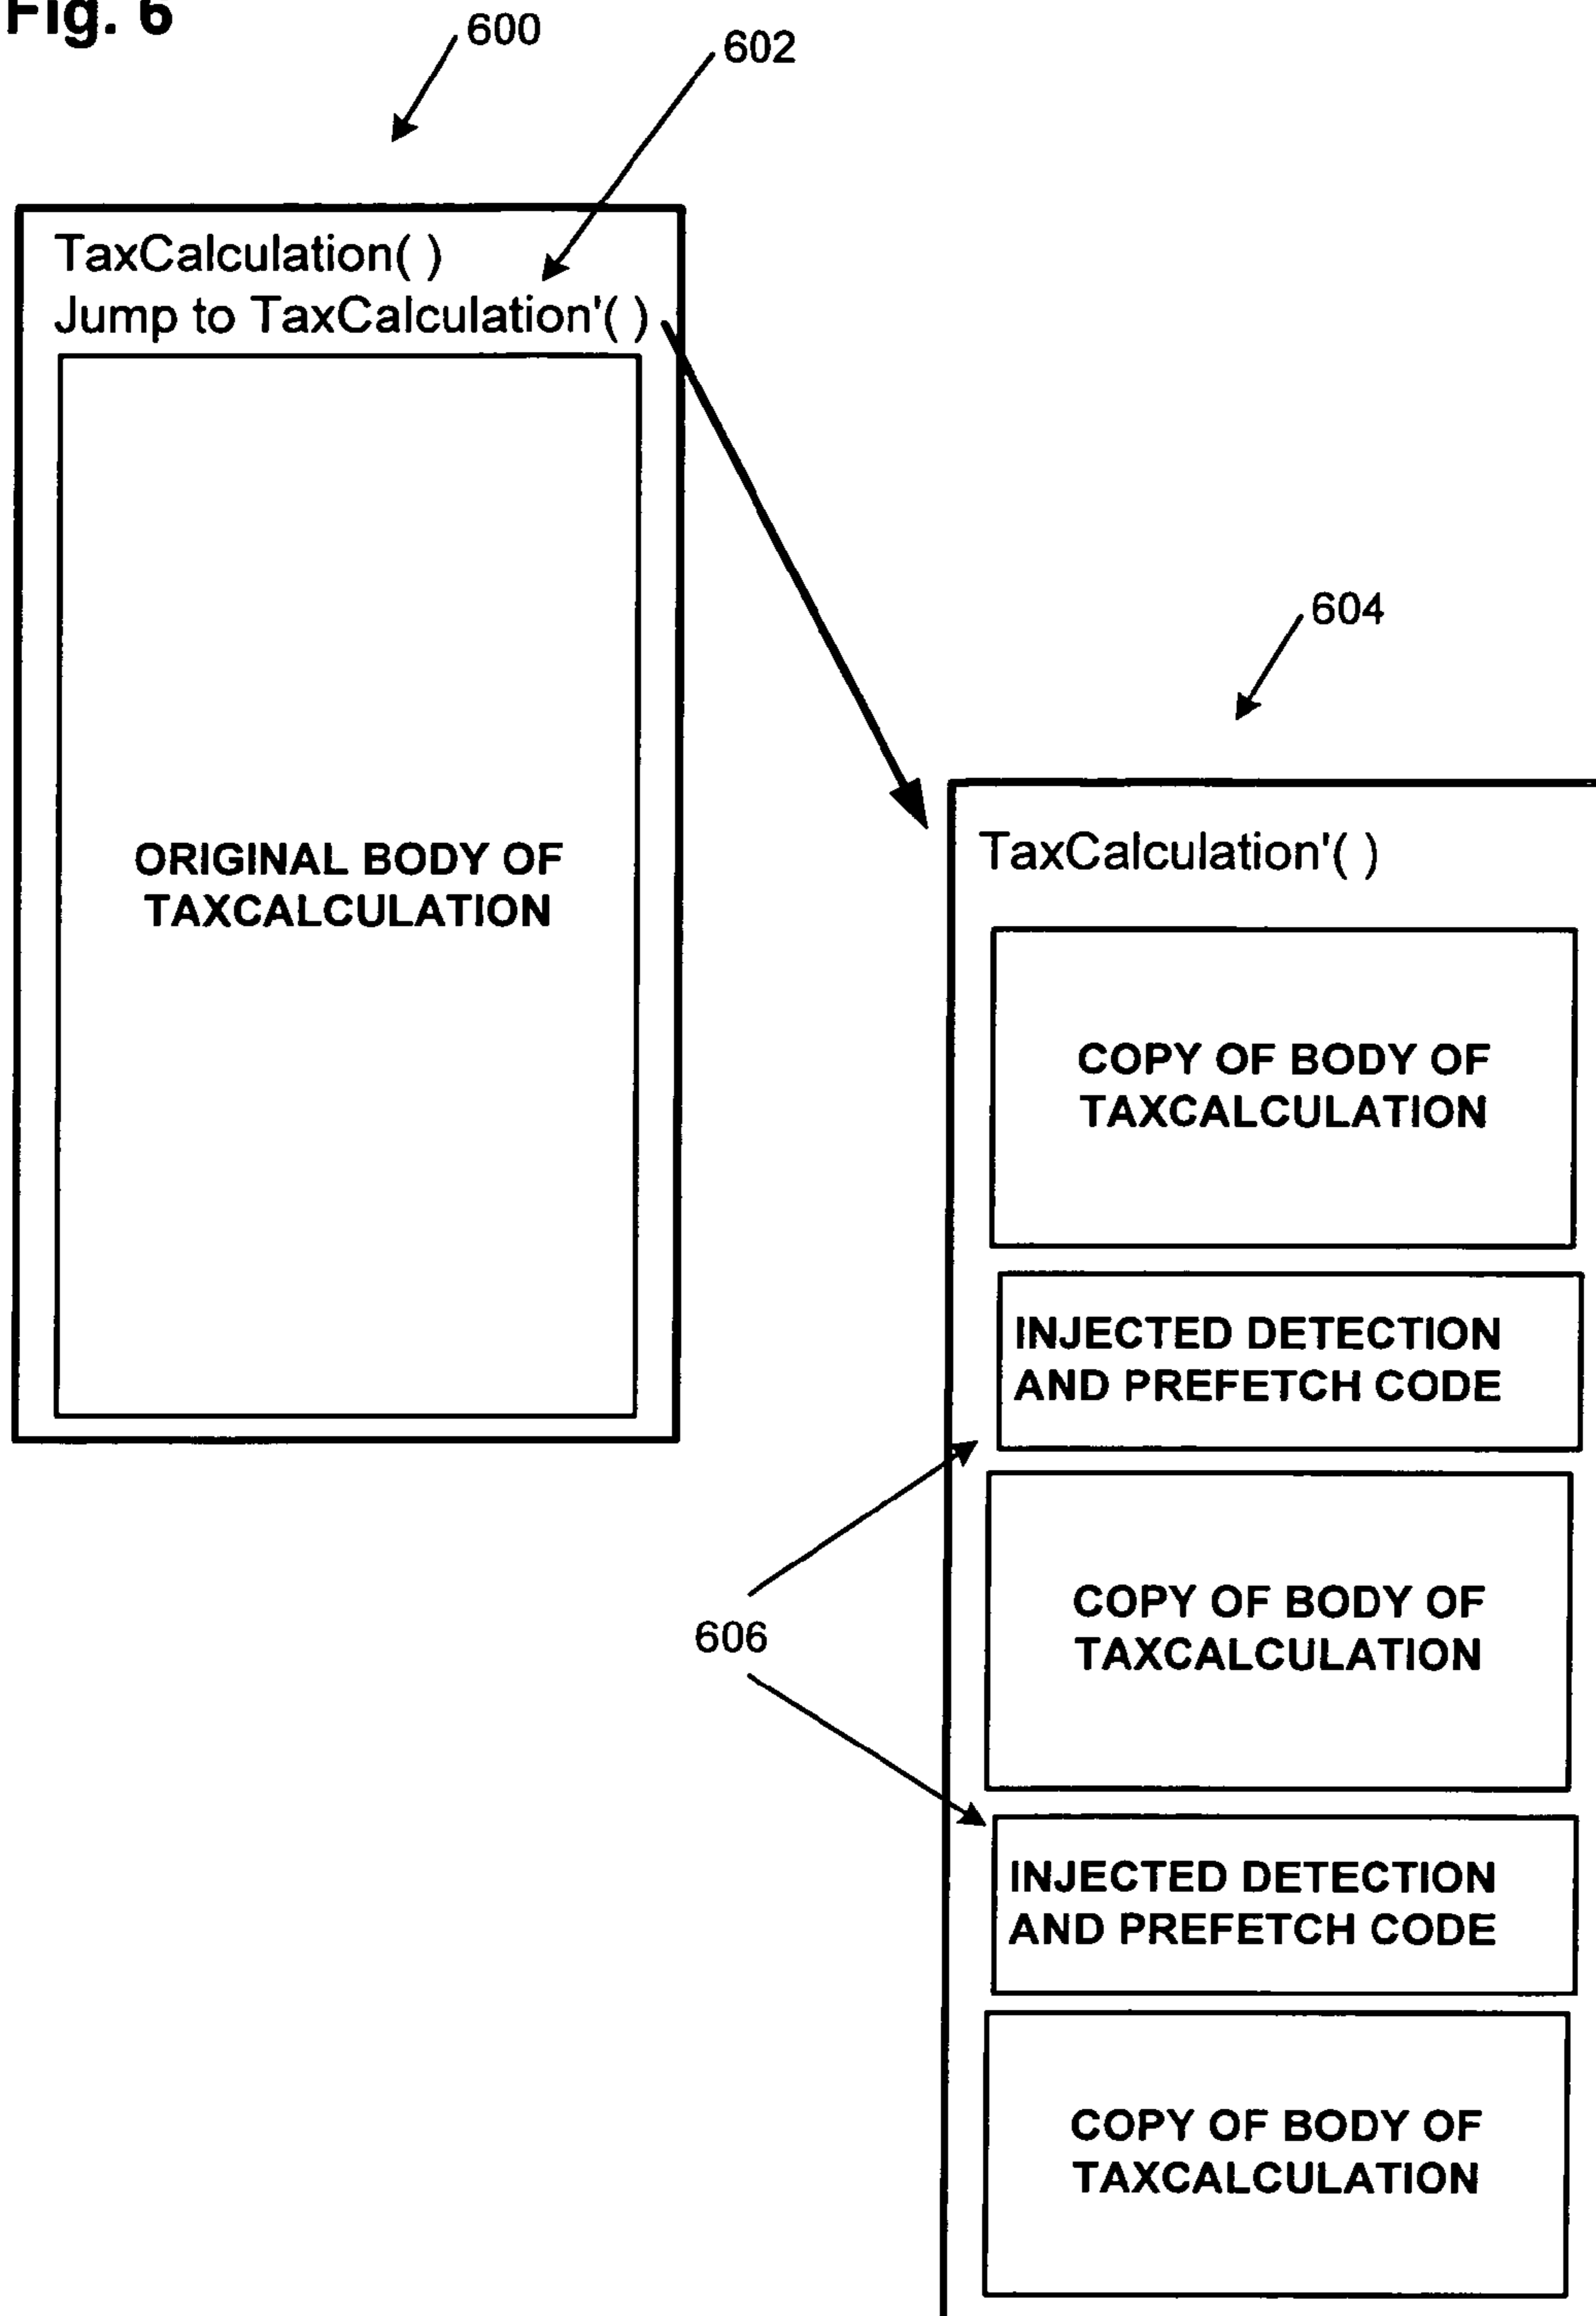 Fig. 6
600
602
TaxCalculation( )
Jump to TaxCalculation'( )
ORIGINAL BODY OF
TAXCALCULATION
604
TaxCalculation'( )
COPY OF BODY OF
TAXCALCULATION
INJECTED DETECTION
AND PREFETCH CODE
606
COPY OF BODY OF
TAXCALCULATION
INJECTED DETECTION
AND PREFETCH CODE
COPY OF BODY OF
TAXCALCULATION